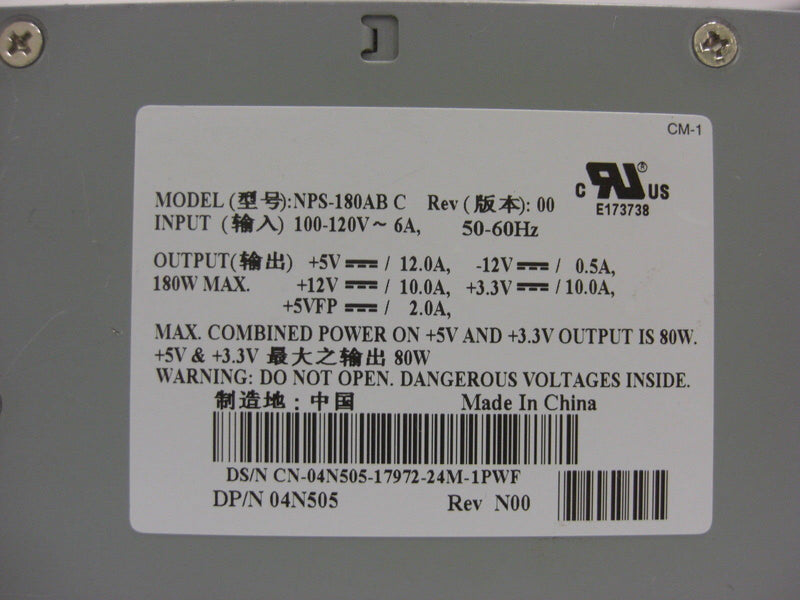 CM-1
C RU ® US
E173738
MODEL (型号):NPS-180AB C Rev (版本): 00
INPUT (输入) 100-120V~ 6A, 50-60Hz
OUTPUT(输出) +5V ⎓ / 12.0A, -12V ⎓ / 0.5A,
180W MAX. +12V ⎓ / 10.0A, +3.3V ⎓ / 10.0A,
+5VFP ⎓ / 2.0A,
MAX. COMBINED POWER ON +5V AND +3.3V OUTPUT IS 80W.
+5V & +3.3V 最大之输出 80W
WARNING: DO NOT OPEN. DANGEROUS VOLTAGES INSIDE.
制造地：中国 Made In China
DS/N CN-04N505-17972-24M-1PWF
DP/N 04N505 Rev N00